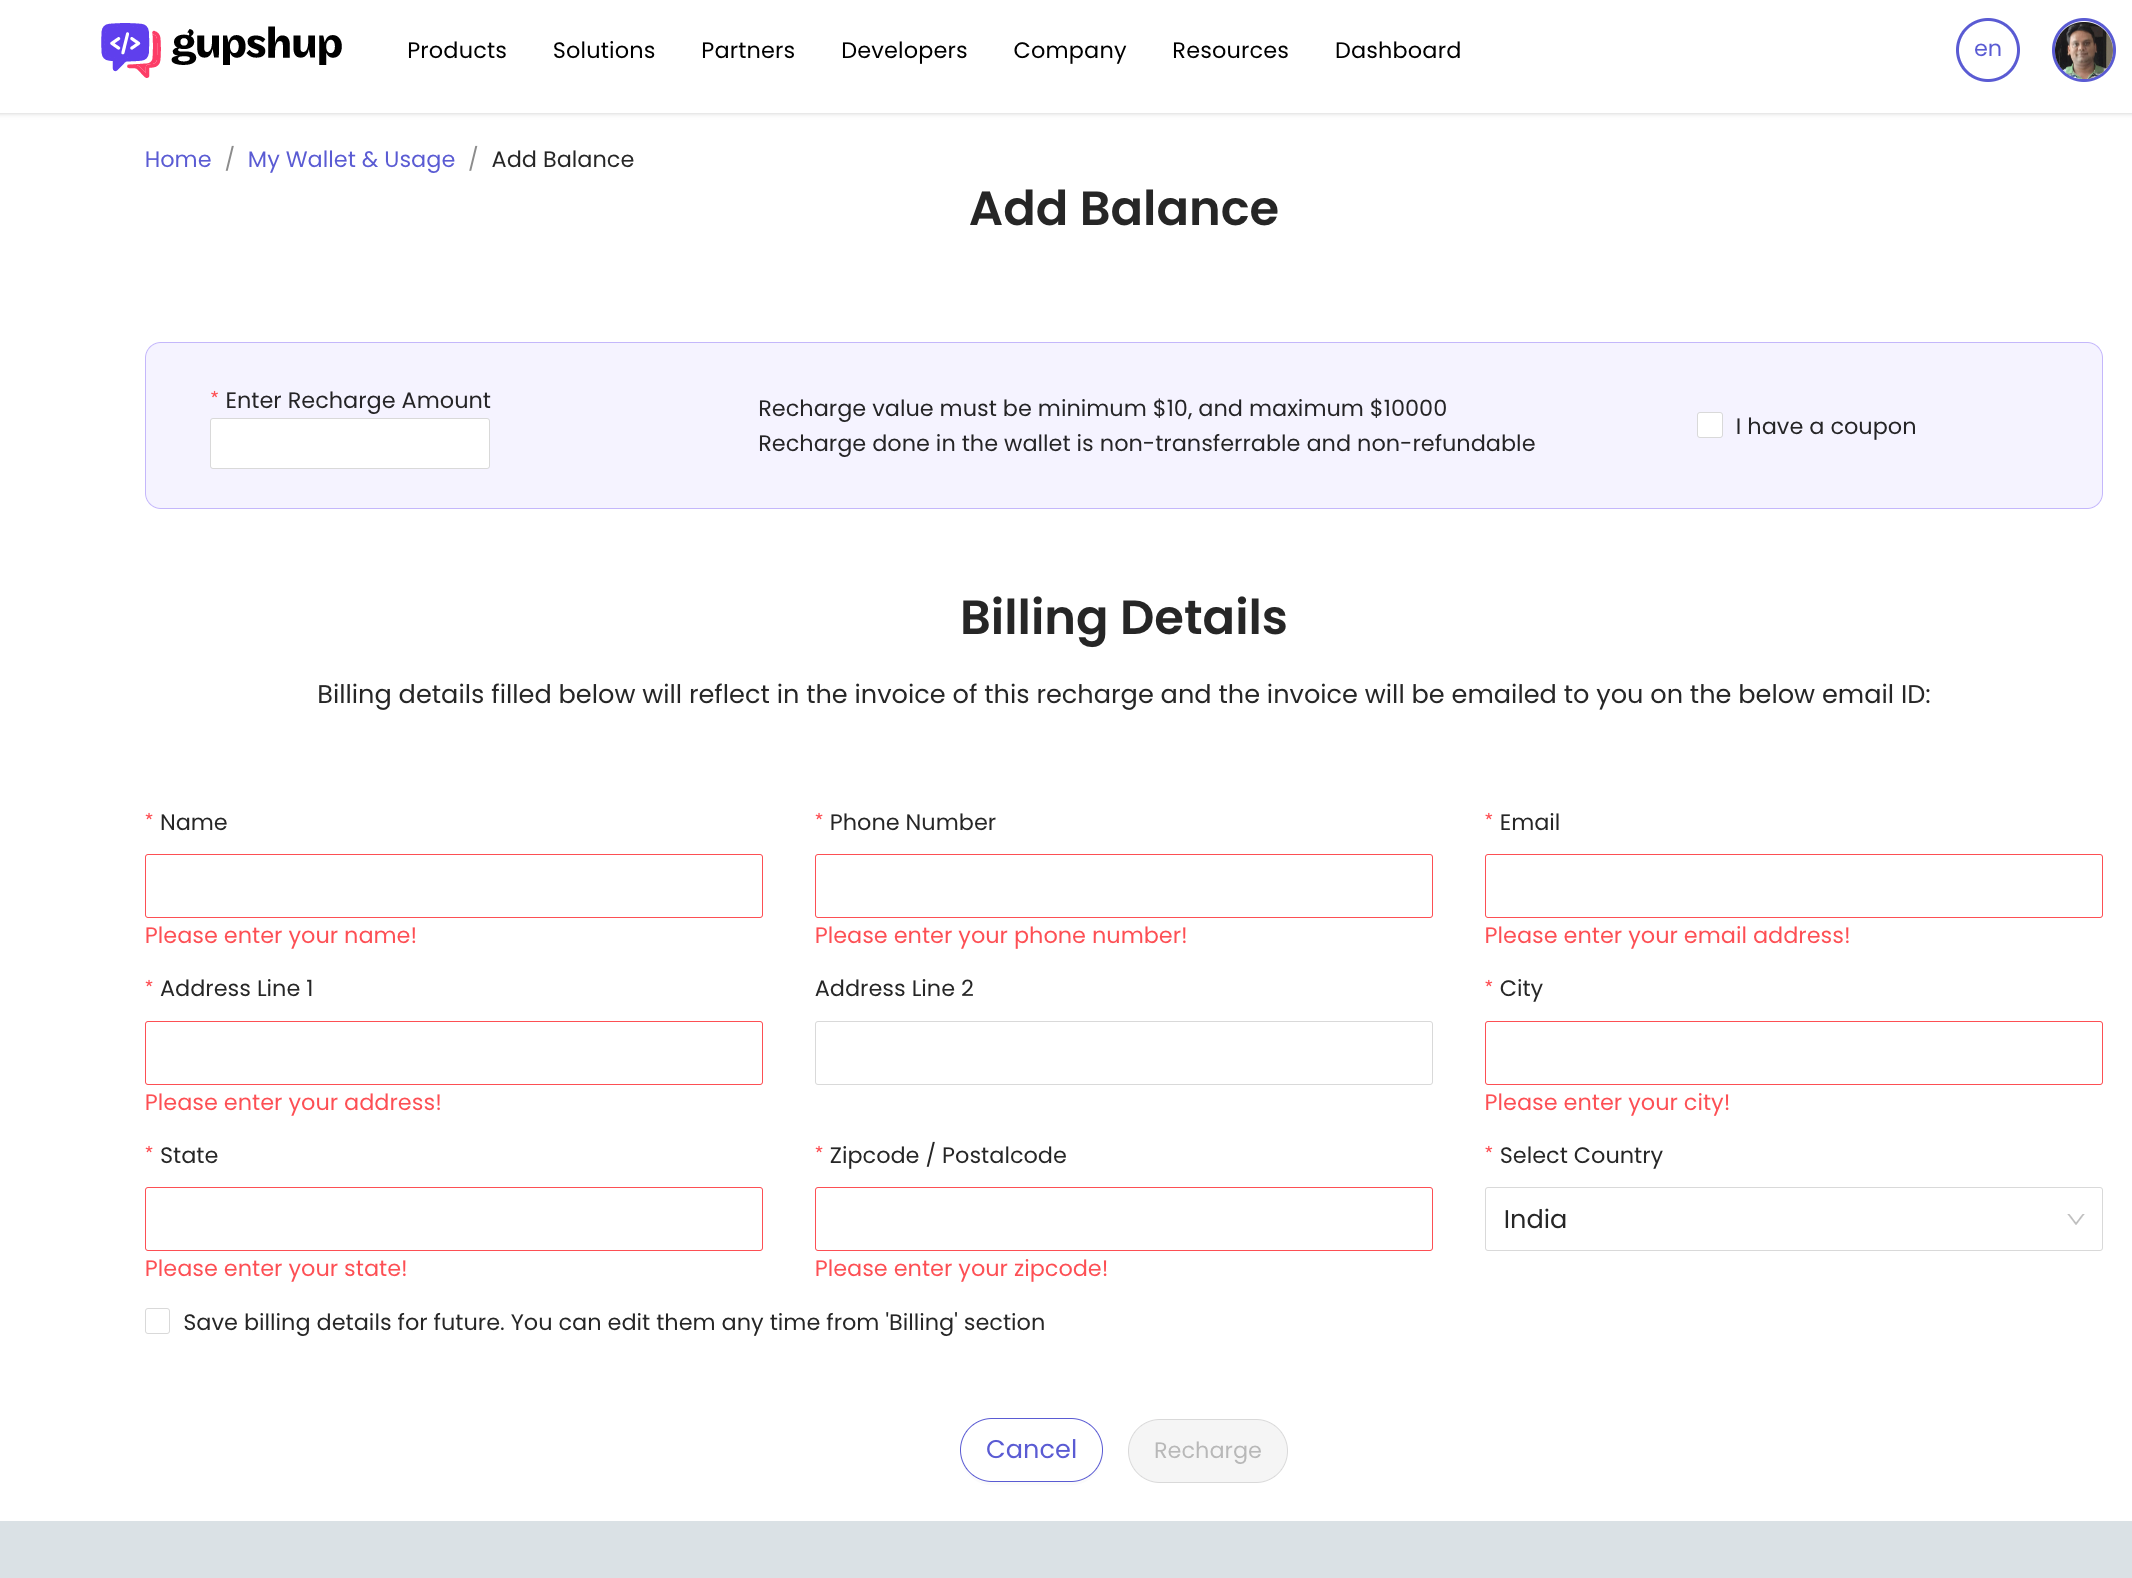 gupshup
Products Solutions Partners Developers Company Resources Dashboard
en
Home / My Wallet & Usage / Add Balance
Add Balance
* Enter Recharge Amount
Recharge value must be minimum $10, and maximum $10000
Recharge done in the wallet is non-transferrable and non-refundable
I have a coupon
Billing Details
Billing details filled below will reflect in the invoice of this recharge and the invoice will be emailed to you on the below email ID:
* Name
Please enter your name!
* Phone Number
Please enter your phone number!
* Email
Please enter your email address!
* Address Line 1
Please enter your address!
Address Line 2
* City
Please enter your city!
* State
Please enter your state!
* Zipcode / Postalcode
Please enter your zipcode!
* Select Country
India
Save billing details for future. You can edit them any time from 'Billing' section
Cancel
Recharge